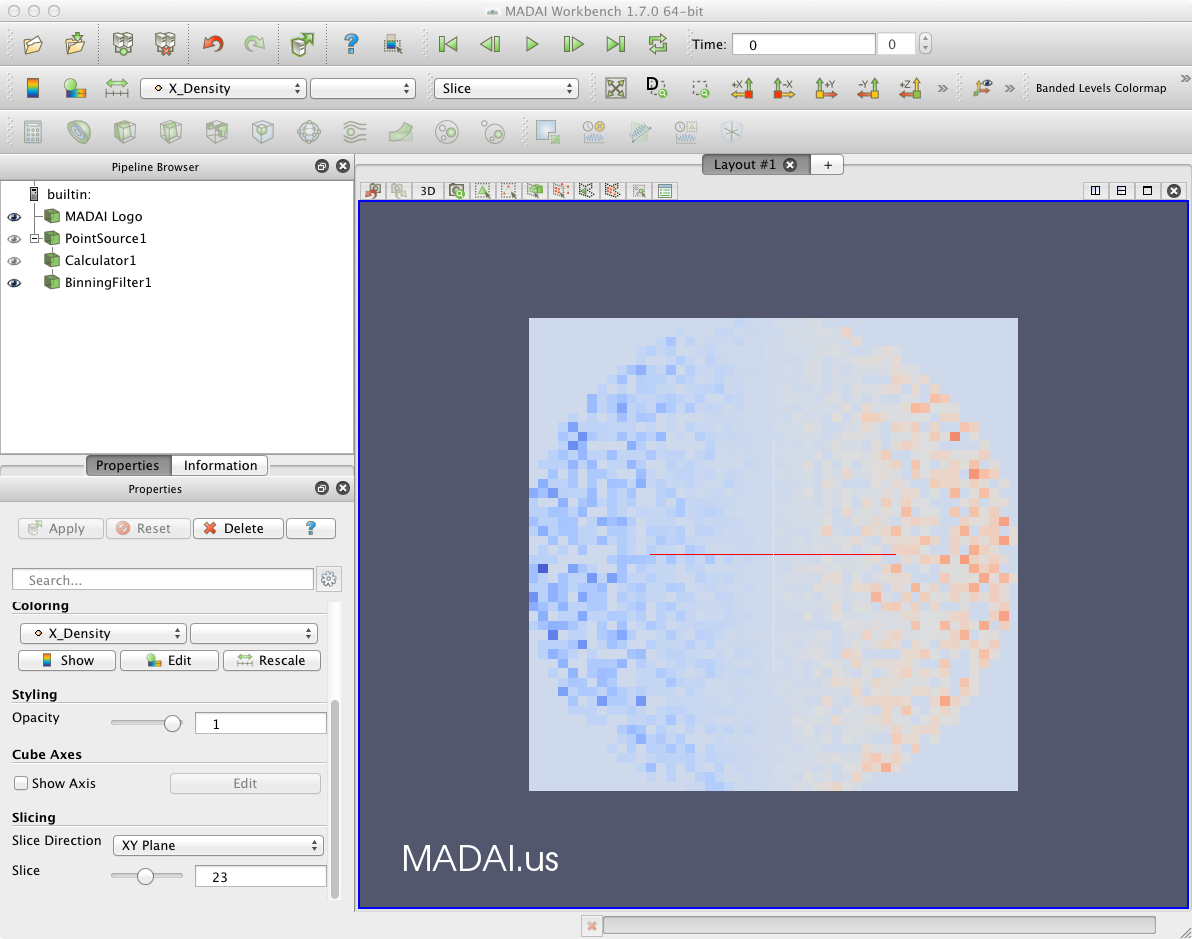 MADAI Workbench 1.7.0 64-bit
Time: 0 0
X_Density Slice D +X -X +Y -Y +Z » » Banded Levels Colormap »
Pipeline Browser
Layout #1 +
3D
builtin:
MADAI Logo
PointSource1
Calculator1
BinningFilter1
Properties Information
Properties
Apply Reset Delete ?
Search...
Coloring
X_Density
Show Edit Rescale
Styling
Opacity 1
Cube Axes
Show Axis Edit
Slicing
Slice Direction XY Plane
Slice 23
MADAI.us